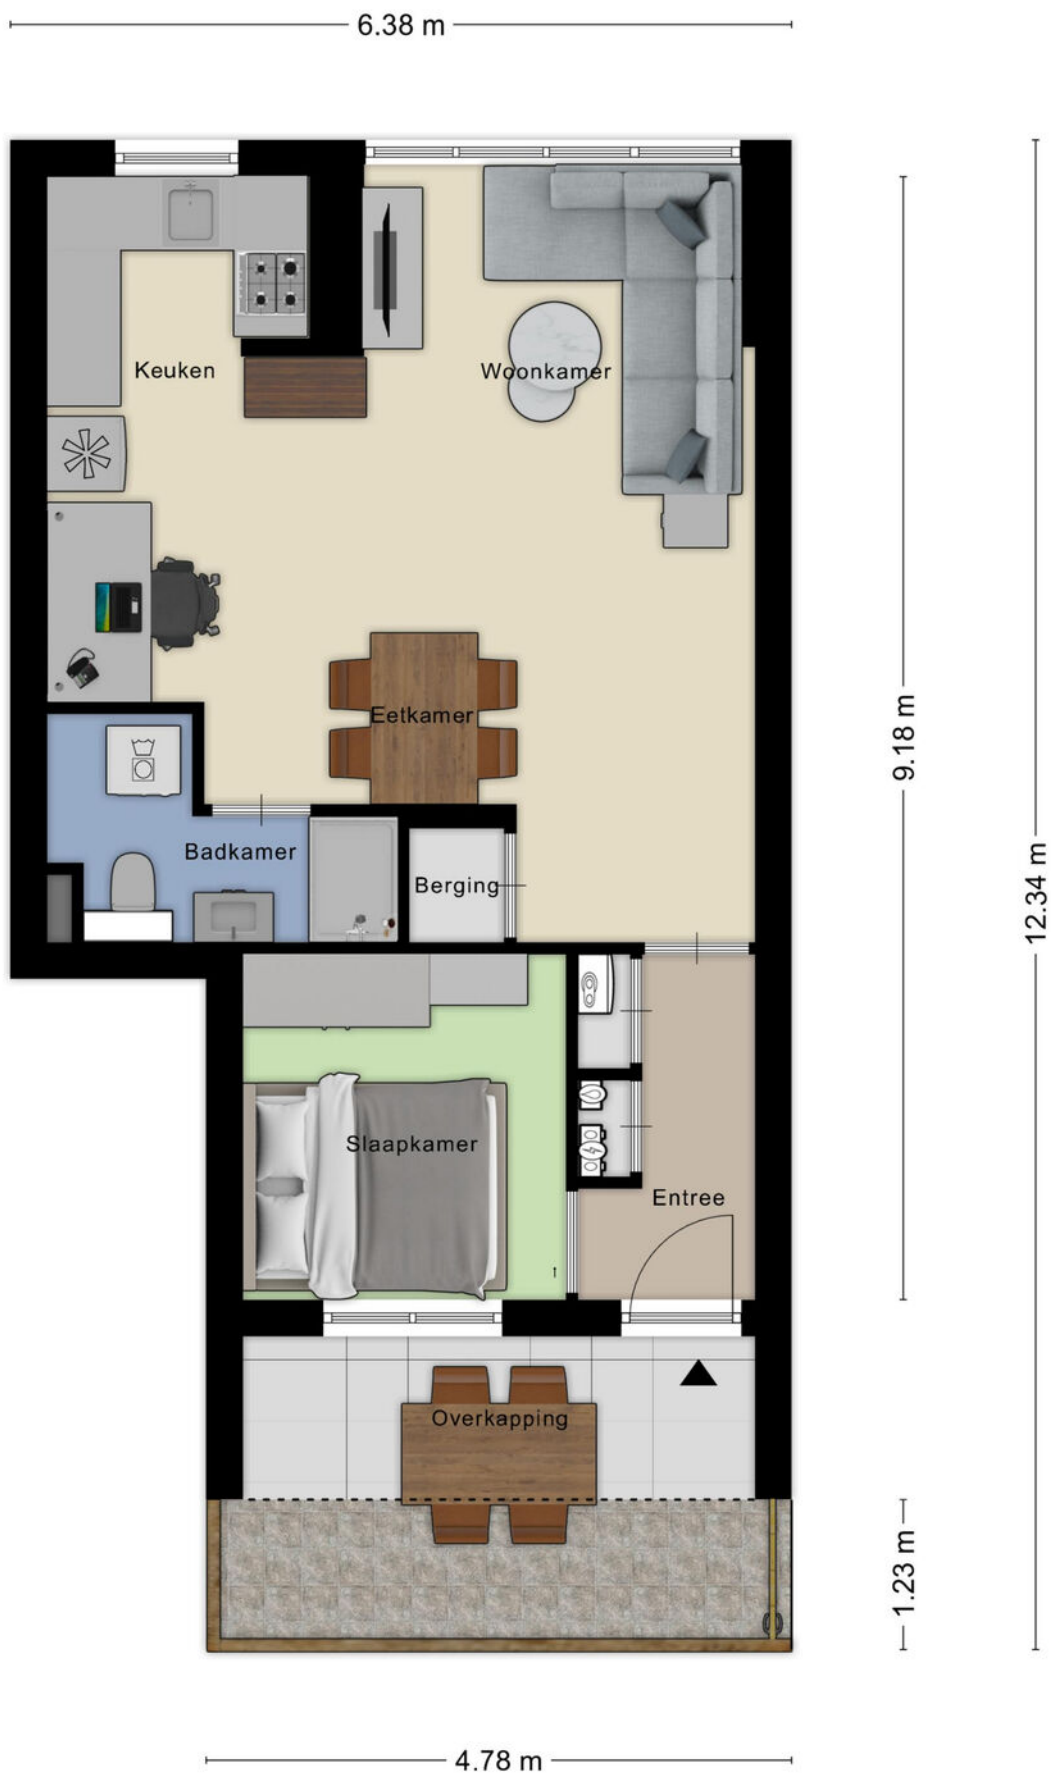 6.38 m
Keuken
Woonkamer
Eetkamer
9.18 m
Badkamer
Berging
12.34 m
Slaapkamer
Entree
Overkapping
1.23 m
4.78 m